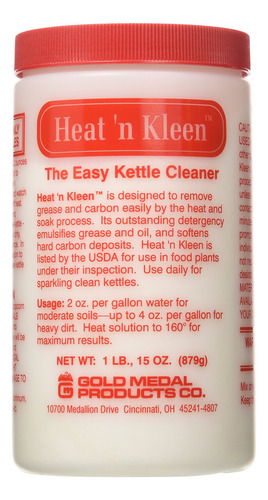 Heat 'n Kleen™
The Easy Kettle Cleaner
Heat 'n Kleen™ is designed to remove
grease and carbon easily by the heat and
soak process. Its outstanding detergency
emulsifies grease and oil, and softens
hard carbon deposits. Heat 'n Kleen is
listed by the USDA for use in food plants
under their inspection. Use daily for
sparkling clean kettles.
Usage: 2 oz. per gallon water for
moderate soils—up to 4 oz. per gallon for
heavy dirt. Heat solution to 160° for
maximum results.
NET WT: 1 LB., 15 OZ. (879g)
GOLD MEDAL
PRODUCTS CO.
10700 Medallion Drive Cincinnati, OH 45241-4807